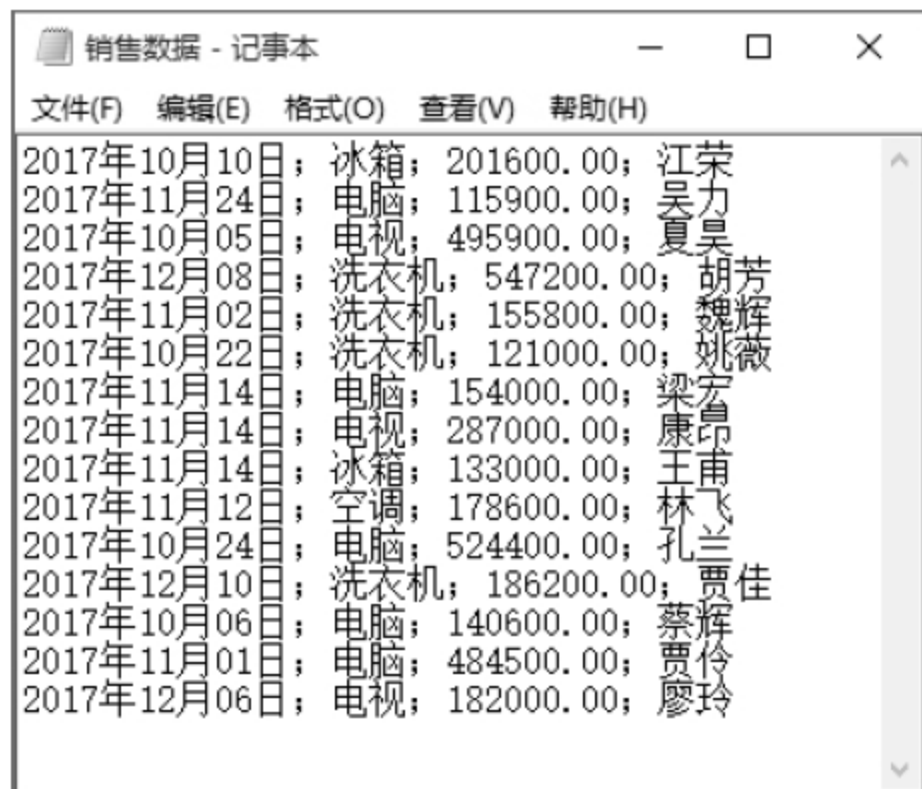 销售数据 - 记事本
文件(F) 编辑(E) 格式(O) 查看(V) 帮助(H)
2017年10月10日；冰箱；201600.00；江荣
2017年11月24日；电脑；115900.00；吴力
2017年10月05日；电视；495900.00；夏昊
2017年12月08日；洗衣机；547200.00；胡芳
2017年11月02日；洗衣机；155800.00；魏辉
2017年10月22日；洗衣机；121000.00；姚薇
2017年11月14日；电脑；154000.00；梁宏
2017年11月14日；电视；287000.00；康昂
2017年11月14日；冰箱；133000.00；王甫
2017年11月12日；空调；178600.00；林飞
2017年10月24日；电脑；524400.00；孔兰
2017年12月10日；洗衣机；186200.00；贾佳
2017年10月06日；电脑；140600.00；蔡辉
2017年11月01日；电脑；484500.00；贾伶
2017年12月06日；电视；182000.00；廖玲